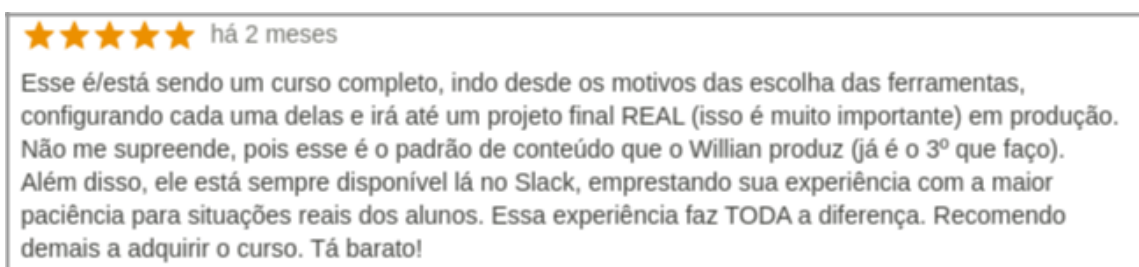 há 2 meses
Esse é/está sendo um curso completo, indo desde os motivos das escolha das ferramentas,
configurando cada uma delas e irá até um projeto final REAL (isso é muito importante) em produção.
Não me supreende, pois esse é o padrão de conteúdo que o Willian produz (já é o 3º que faço).
Além disso, ele está sempre disponível lá no Slack, emprestando sua experiência com a maior
paciência para situações reais dos alunos. Essa experiência faz TODA a diferença. Recomendo
demais a adquirir o curso. Tá barato!